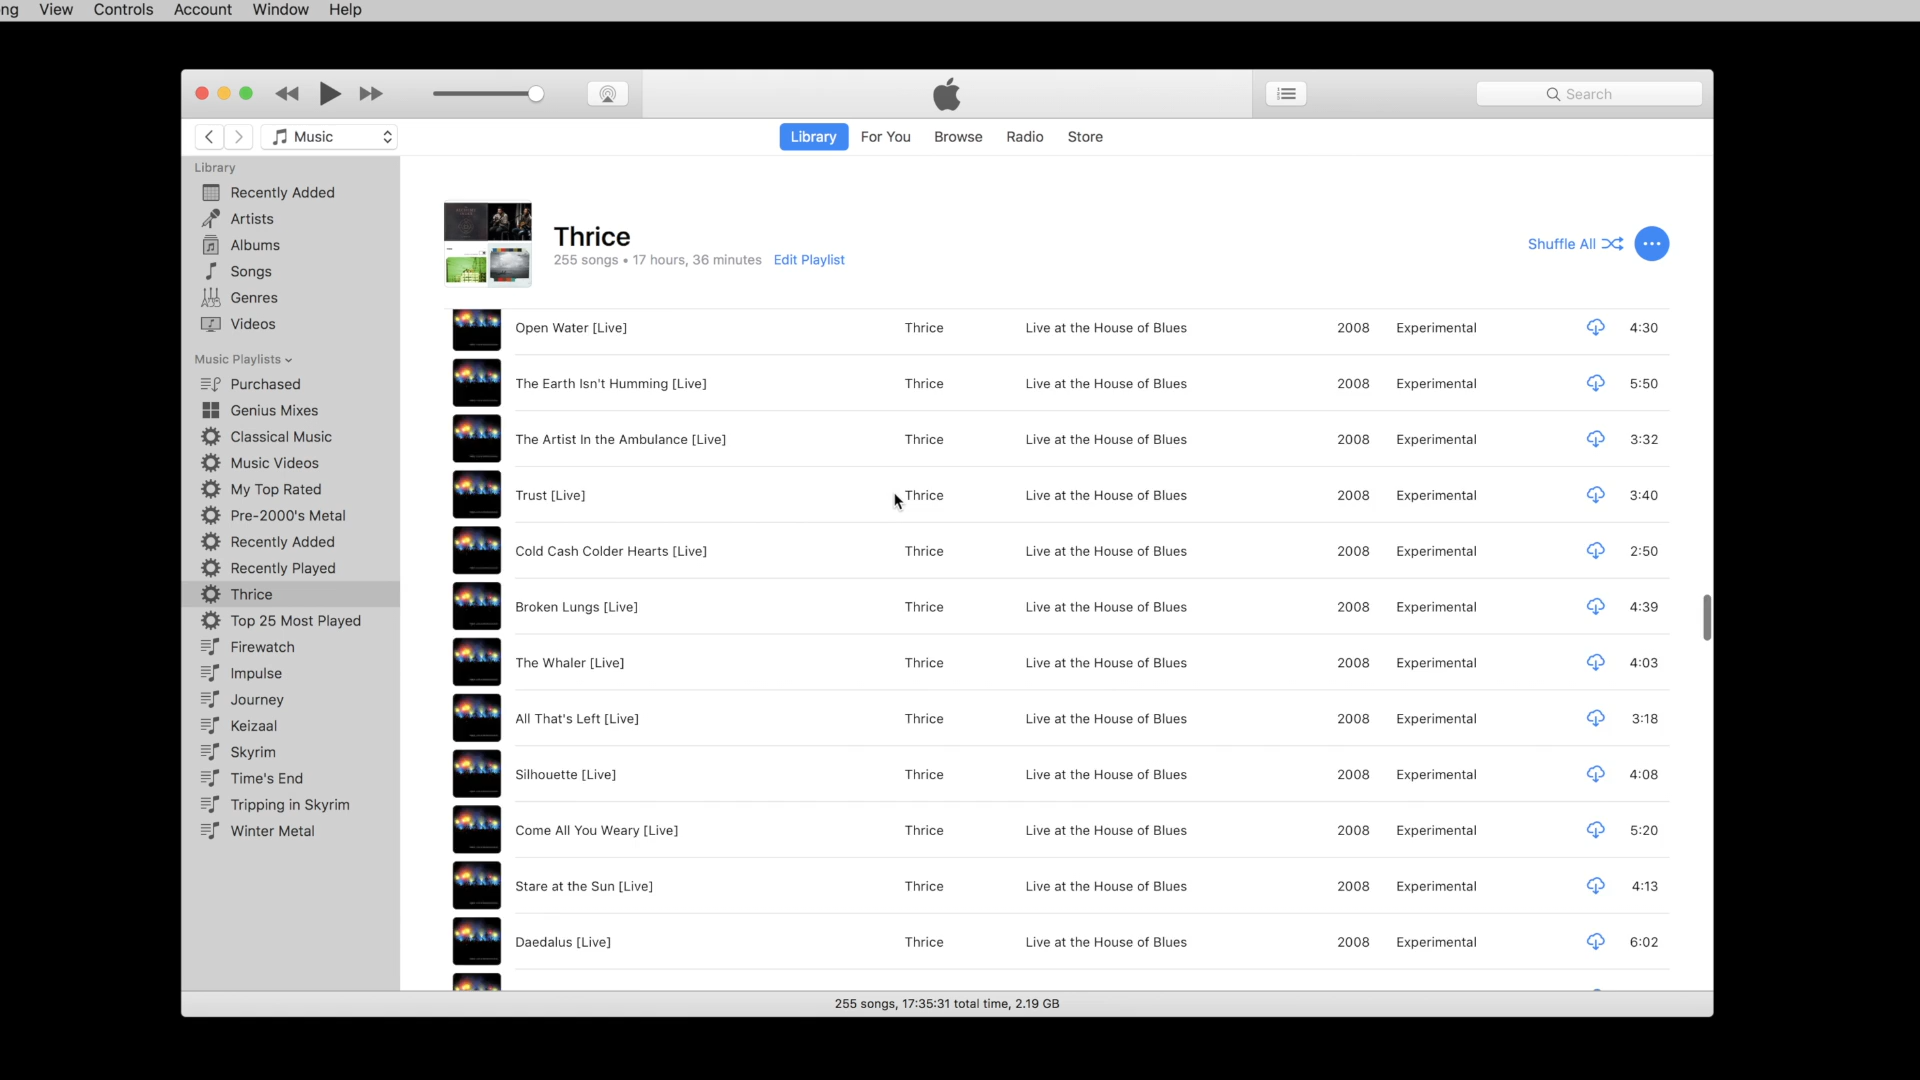 ng View Controls Account Window Help
Search
Music
Library For You Browse Radio Store
Library
Recently Added
Artists
Albums
Songs
Genres
Videos
Music Playlists
Purchased
Genius Mixes
Classical Music
Music Videos
My Top Rated
Pre-2000's Metal
Recently Added
Recently Played
Thrice
Top 25 Most Played
Firewatch
Impulse
Journey
Keizaal
Skyrim
Time's End
Tripping in Skyrim
Winter Metal
Thrice
255 songs • 17 hours, 36 minutes Edit Playlist
Shuffle All
Open Water [Live] Thrice Live at the House of Blues 2008 Experimental 4:30
The Earth Isn't Humming [Live] Thrice Live at the House of Blues 2008 Experimental 5:50
The Artist In the Ambulance [Live] Thrice Live at the House of Blues 2008 Experimental 3:32
Trust [Live] Thrice Live at the House of Blues 2008 Experimental 3:40
Cold Cash Colder Hearts [Live] Thrice Live at the House of Blues 2008 Experimental 2:50
Broken Lungs [Live] Thrice Live at the House of Blues 2008 Experimental 4:39
The Whaler [Live] Thrice Live at the House of Blues 2008 Experimental 4:03
All That's Left [Live] Thrice Live at the House of Blues 2008 Experimental 3:18
Silhouette [Live] Thrice Live at the House of Blues 2008 Experimental 4:08
Come All You Weary [Live] Thrice Live at the House of Blues 2008 Experimental 5:20
Stare at the Sun [Live] Thrice Live at the House of Blues 2008 Experimental 4:13
Daedalus [Live] Thrice Live at the House of Blues 2008 Experimental 6:02
255 songs, 17:35:31 total time, 2.19 GB